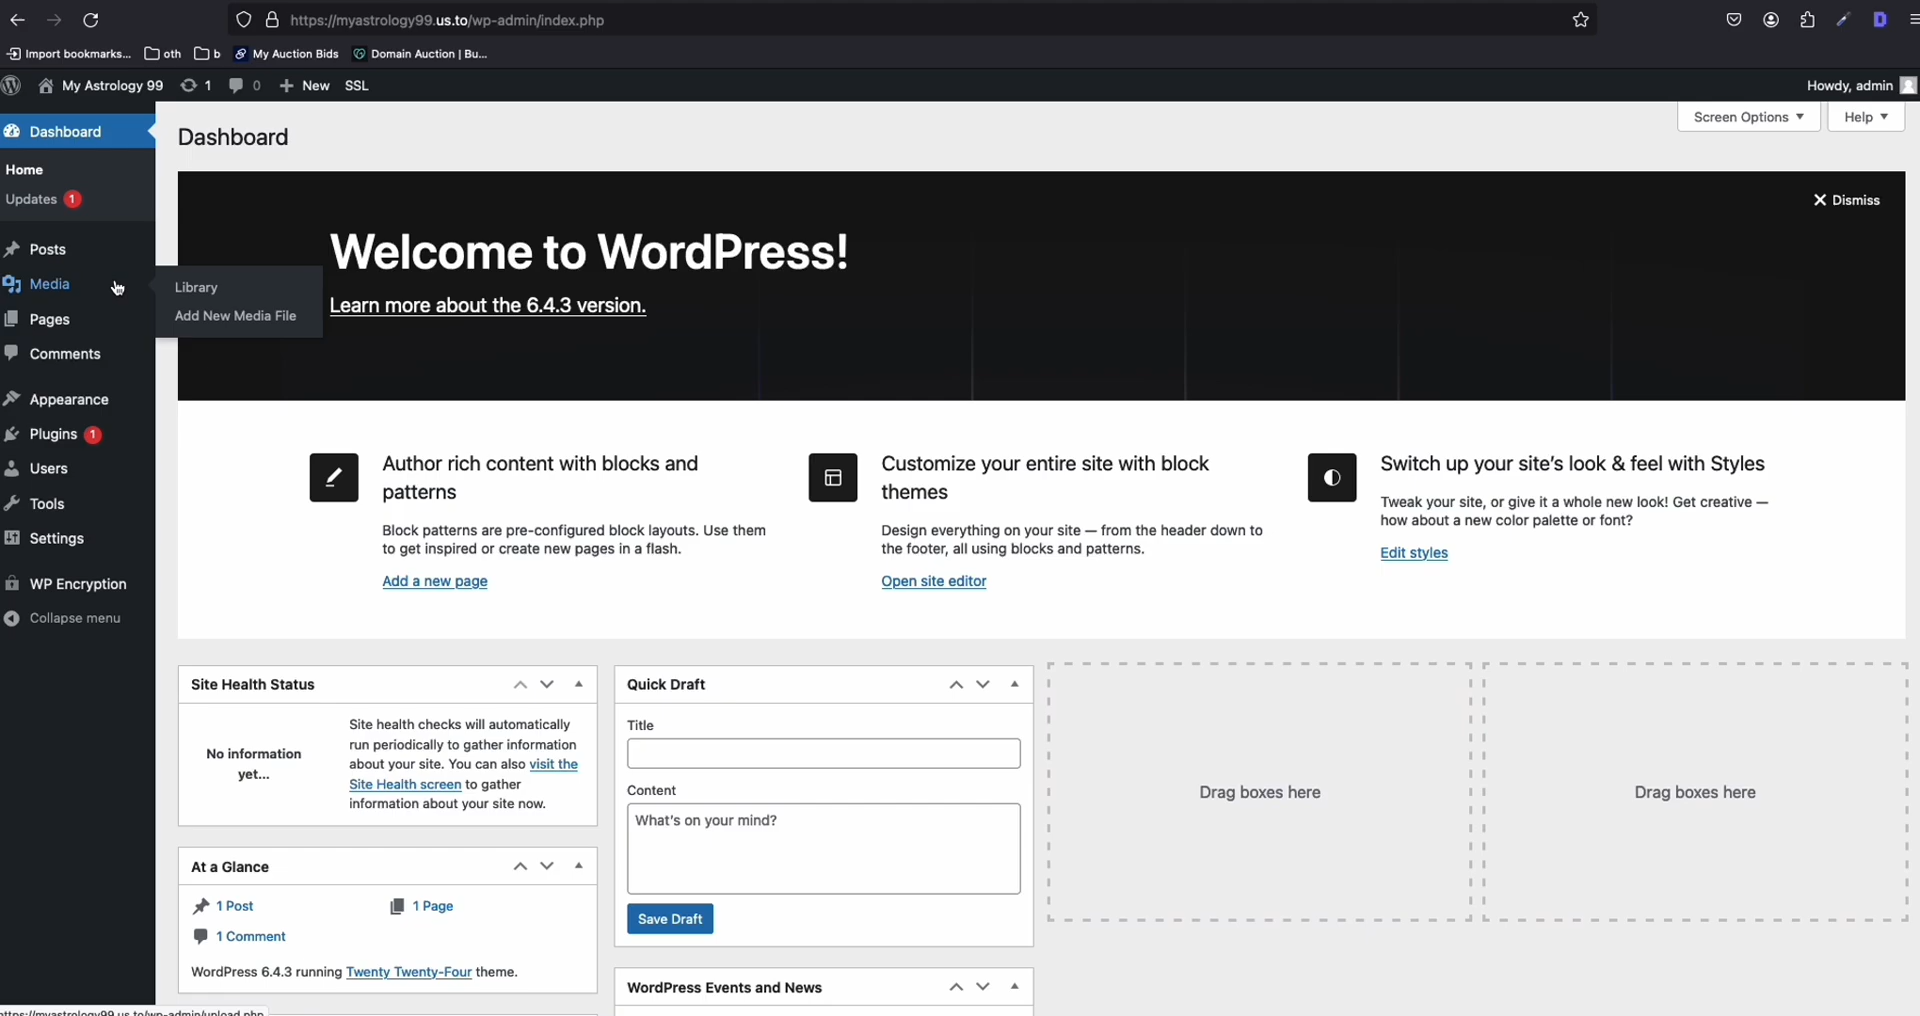 https://myastrology99.us.to/wp-admin/index.php
Import bookmarks...
oth
b
My Auction Bids
Domain Auction | Bu...
My Astrology 99
1
0
New
SSL
Howdy, admin
Screen Options
Help
Dashboard
Home
Updates 1
Posts
Media
Pages
Comments
Appearance
Plugins 1
Users
Tools
Settings
WP Encryption
Collapse menu
Library
Add New Media File
Dashboard
Dismiss
Welcome to WordPress!
Learn more about the 6.4.3 version.
Author rich content with blocks and
patterns
Block patterns are pre-configured block layouts. Use them
to get inspired or create new pages in a flash.
Add a new page
Customize your entire site with block
themes
Design everything on your site — from the header down to
the footer, all using blocks and patterns.
Open site editor
Switch up your site's look & feel with Styles
Tweak your site, or give it a whole new look! Get creative —
how about a new color palette or font?
Edit styles
Site Health Status
No information
yet...
Site health checks will automatically
run periodically to gather information
about your site. You can also visit the
Site Health screen to gather
information about your site now.
At a Glance
1 Post
1 Page
1 Comment
WordPress 6.4.3 running Twenty Twenty-Four theme.
Quick Draft
Title
Content
What's on your mind?
Save Draft
WordPress Events and News
Drag boxes here
Drag boxes here
https://myastrology99.us.to/wp-admin/upload.php